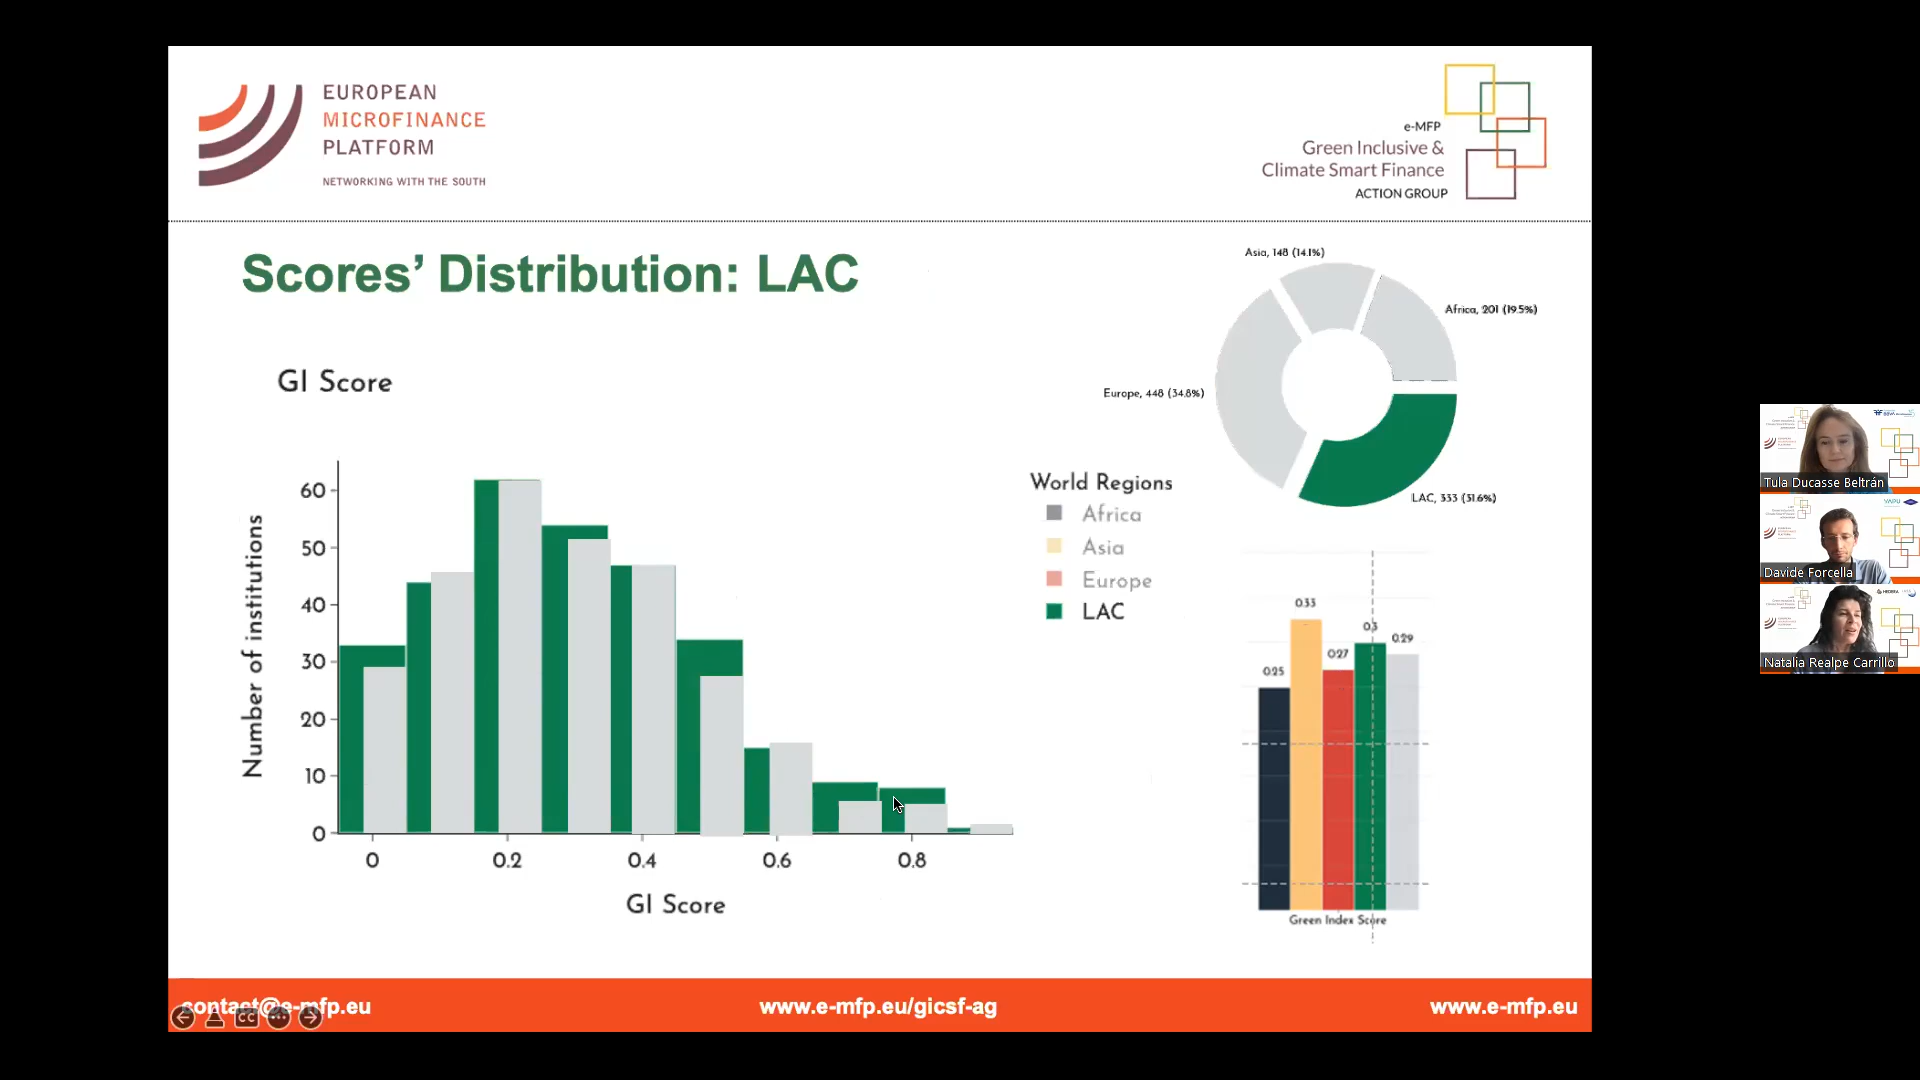 EUROPEAN
MICROFINANCE
PLATFORM
NETWORKING WITH THE SOUTH
e-MFP
Green Inclusive &
Climate Smart Finance
ACTION GROUP
Scores’ Distribution: LAC
Asia, 148 (14.1%)
Africa, 201 (19.5%)
Europe, 448 (34.8%)
LAC, 333 (31.6%)
GI Score
Number of institutions
60
50
40
30
20
10
0
0
0.2
0.4
0.6
0.8
GI Score
World Regions
Africa
Asia
Europe
LAC
0.25
0.33
0.27
0.3
0.29
Green Index Score
contact@e-mfp.eu
www.e-mfp.eu/gicsf-ag
www.e-mfp.eu
CC
Tula Ducasse Beltrán
Davide Forcella
Natalia Realpe Carrillo